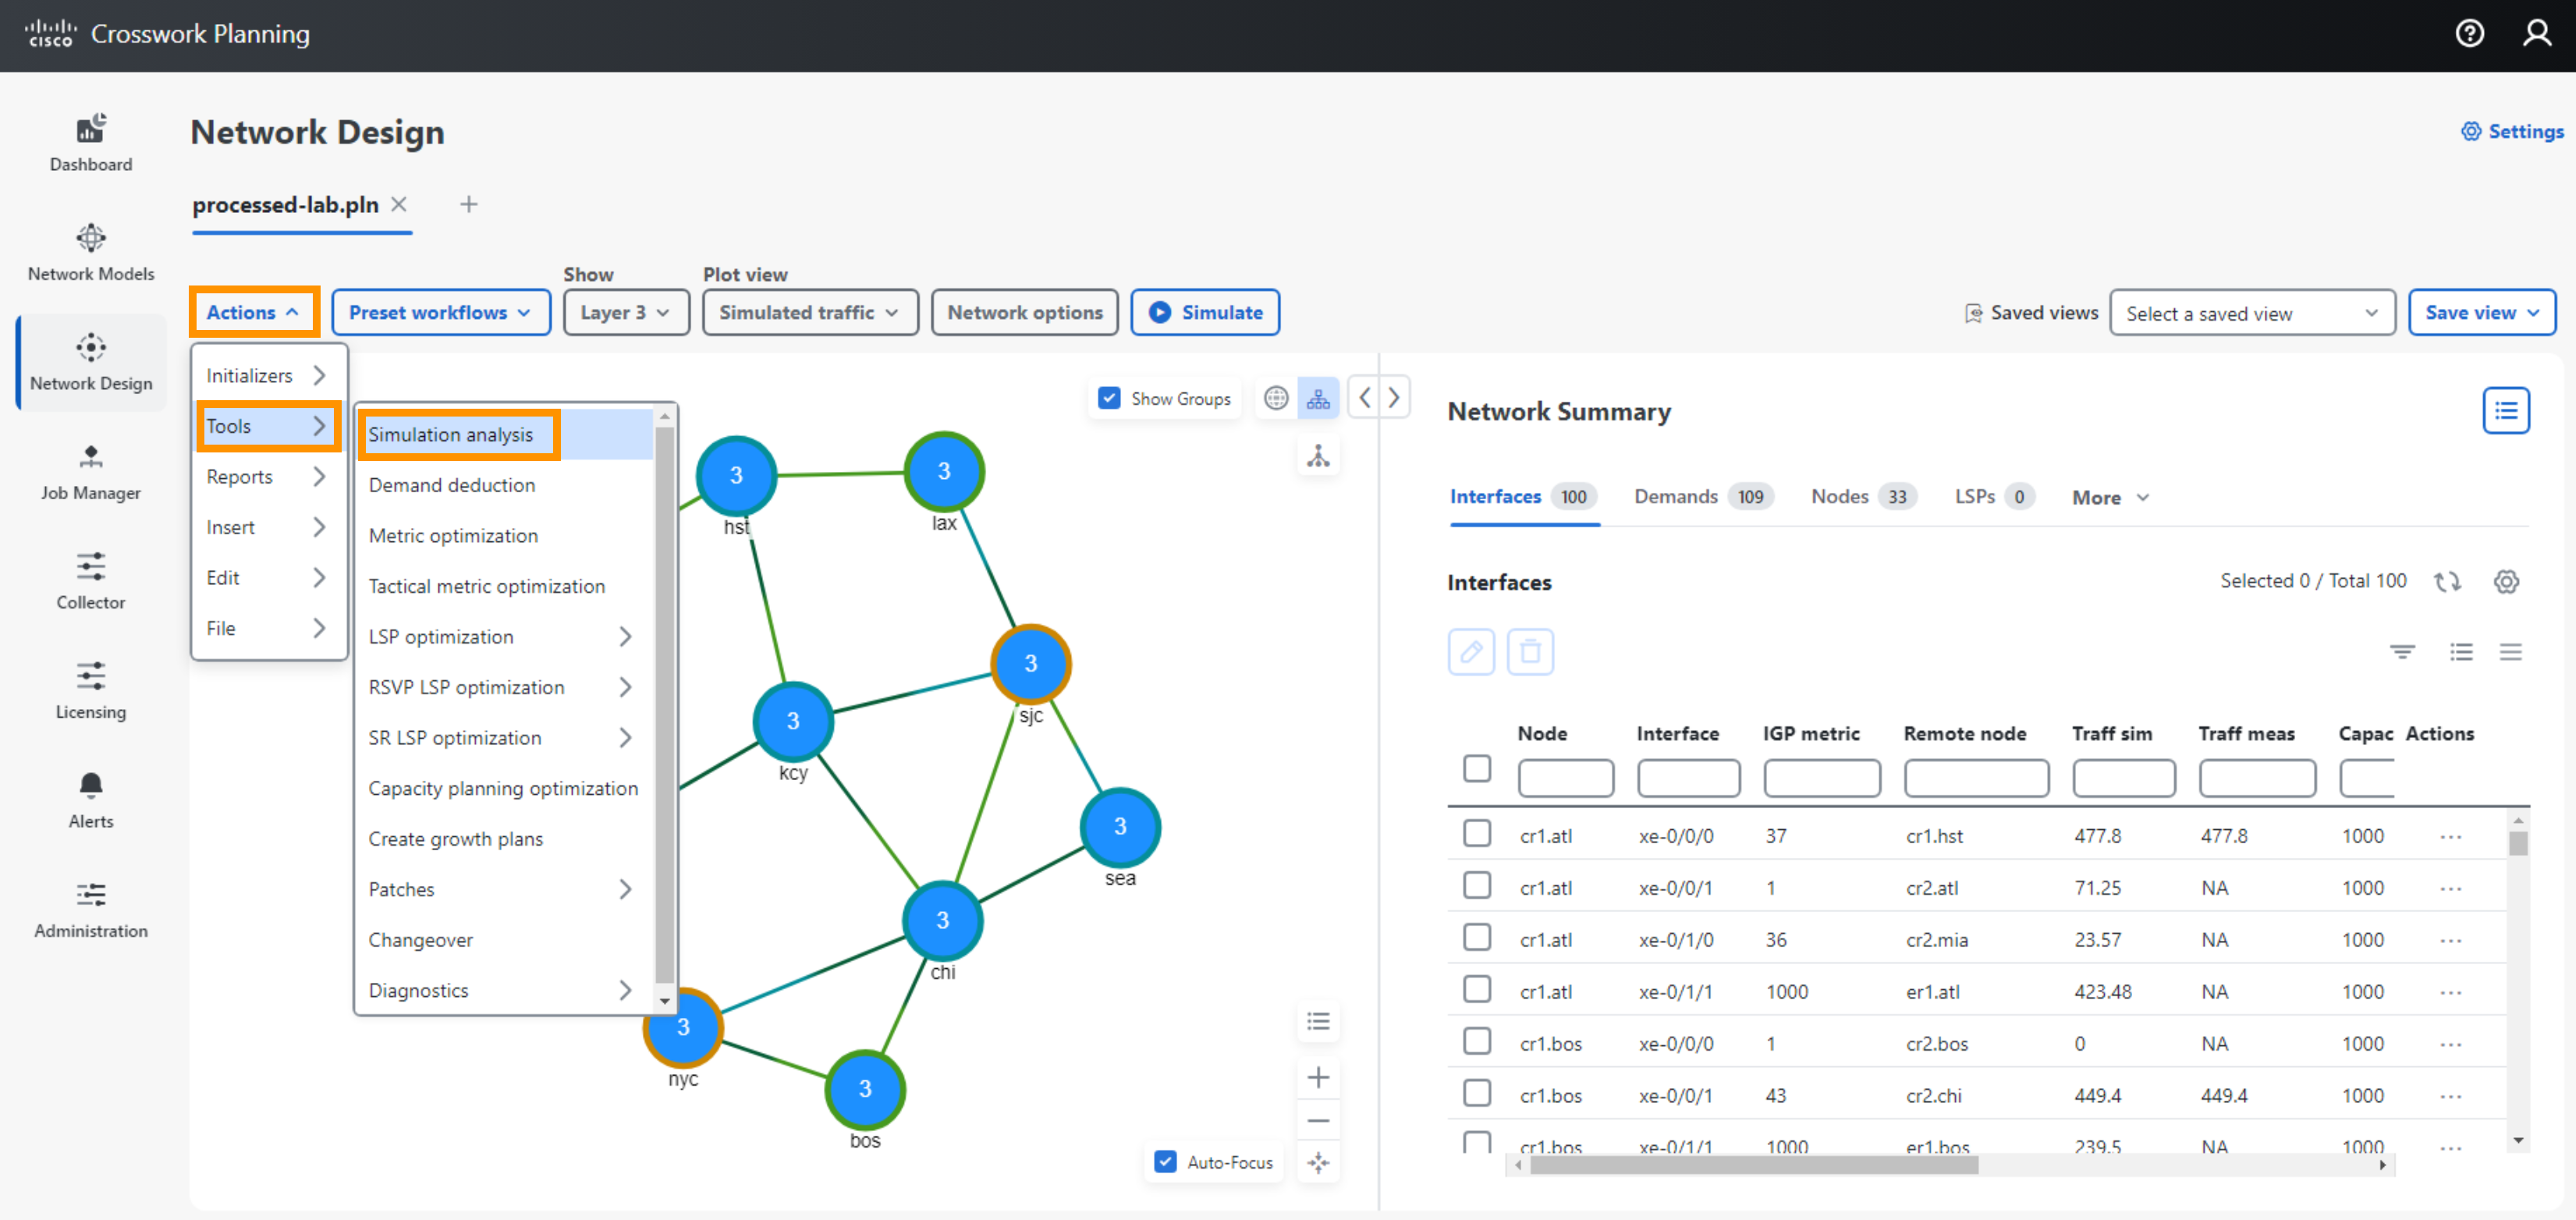 CISCO Crosswork Planning
Dashboard
Network Models
Network Design
Job Manager
Collector
Licensing
Alerts
Administration
Network Design
Settings
processed-lab.pln
Show
Plot view
Actions
Preset workflows
Layer 3
Simulated traffic
Network options
Simulate
Saved views
Select a saved view
Save view
Initializers
Tools
Reports
Insert
Edit
File
Simulation analysis
Demand deduction
Metric optimization
Tactical metric optimization
LSP optimization
RSVP LSP optimization
SR LSP optimization
Capacity planning optimization
Create growth plans
Patches
Changeover
Diagnostics
Show Groups
3
hst
3
lax
3
sjc
3
kcy
3
sea
3
chi
3
nyc
3
bos
Auto-Focus
Network Summary
Interfaces 100 Demands 109 Nodes 33 LSPs 0 More
Interfaces
Selected 0 / Total 100
Node Interface IGP metric Remote node Traff sim Traff meas Capac Actions
cr1.atl xe-0/0/0 37 cr1.hst 477.8 477.8 1000 ...
cr1.atl xe-0/0/1 1 cr2.atl 71.25 NA 1000 ...
cr1.atl xe-0/1/0 36 cr2.mia 23.57 NA 1000 ...
cr1.atl xe-0/1/1 1000 er1.atl 423.48 NA 1000 ...
cr1.bos xe-0/0/0 1 cr2.bos 0 NA 1000 ...
cr1.bos xe-0/0/1 43 cr2.chi 449.4 449.4 1000 ...
cr1.bos xe-0/1/1 1000 er1.bos 239.5 NA 1000 ...